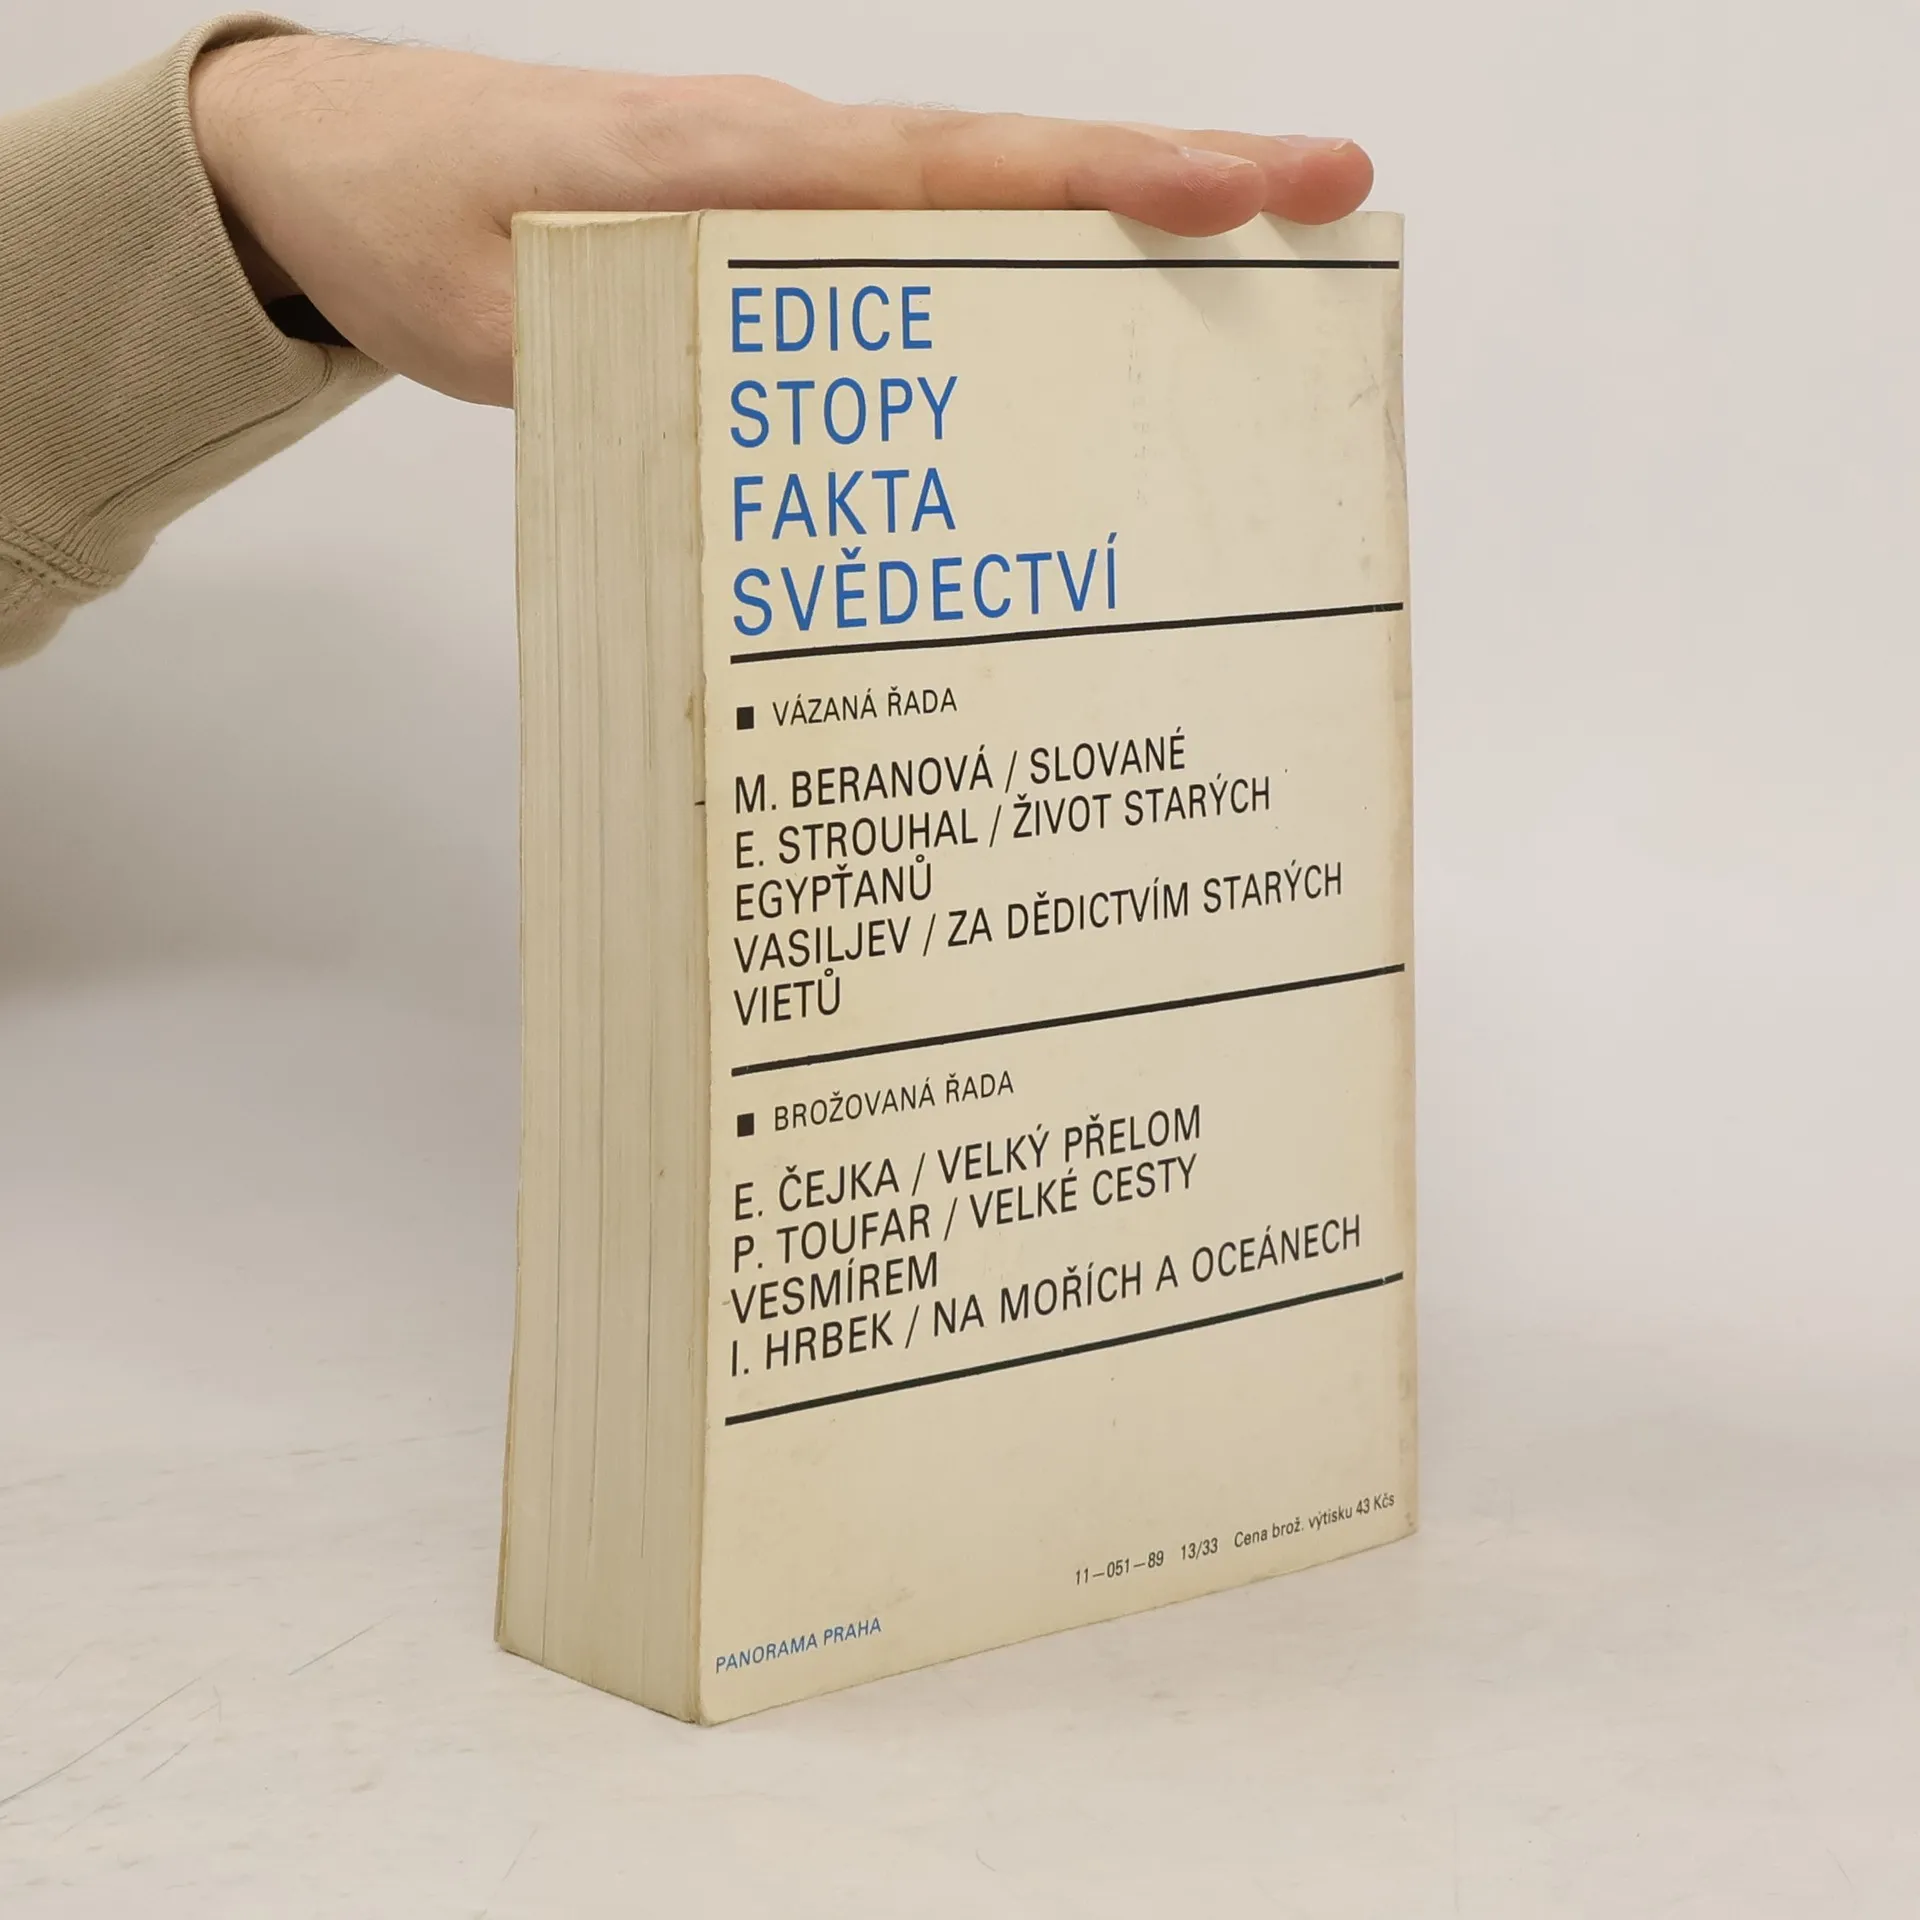 EDICE
STOPY
FAKTA
SVĚDECTVÍ
■ VÁZANÁ ŘADA
M. BERANOVÁ / SLOVANÉ
E. STROUHAL / ŽIVOT STARÝCH
EGYPŤANŮ
VASILJEV / ZA DĚDICTVÍM STARÝCH
VIETŮ
■ BROŽOVANÁ ŘADA
E. ČEJKA / VELKÝ PŘELOM
P. TOUFAR / VELKÉ CESTY
VESMÍREM
I. HRBEK / NA MOŘÍCH A OCEÁNECH
11—051—89 13/33 Cena brož. výtisku 43 Kčs
PANORAMA PRAHA